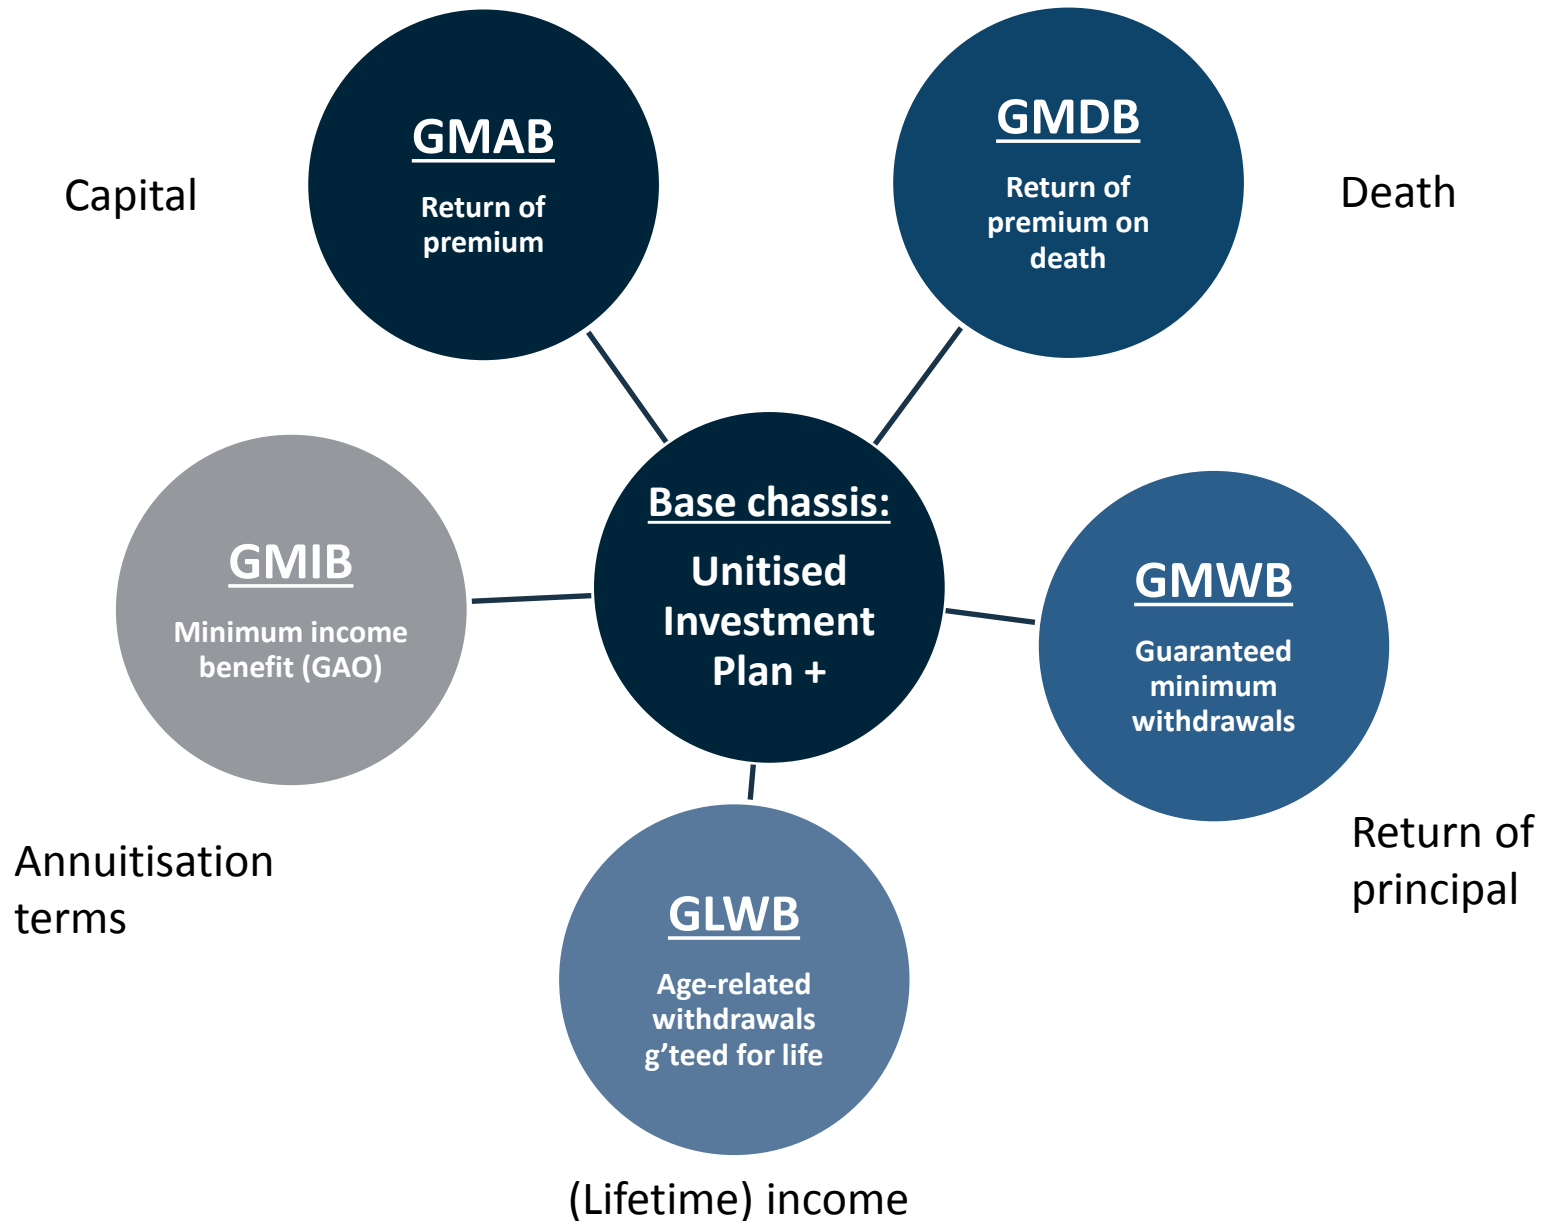 Capital
GMAB
Return of
premium
GMDB
Return of
premium on
death
Death
Base chassis:
Unitised
Investment
Plan +
GMIB
Minimum income
benefit (GAO)
GMWB
Guaranteed
minimum
withdrawals
Annuitisation
terms
Return of
principal
GLWB
Age-related
withdrawals
g’teed for life
(Lifetime) income